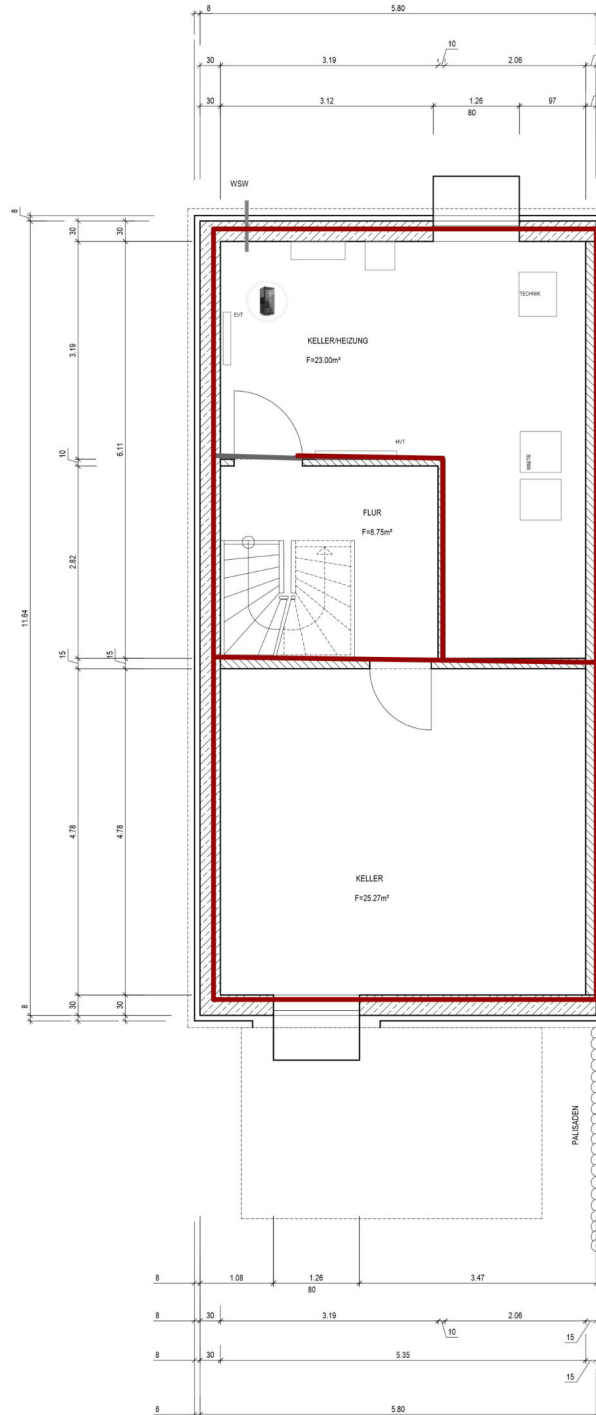 8 5.80
10
30 3.19 2.06
30 3.12 1.26 97
80
WSW
8
30 30
TECHNIK
EVT
KELLER/HEIZUNG
F=23.00m²
3.19
6.11
10
HVT
WM/TR
FLUR
F=6.75m²
2.82
11.64
15 15
4.78 4.78
KELLER
F=25.27m²
30 30
8
PALISADEN
8 1.08 1.26 3.47
80
8 30 3.19 2.06
10 15
8 30 5.35
15
8 5.80